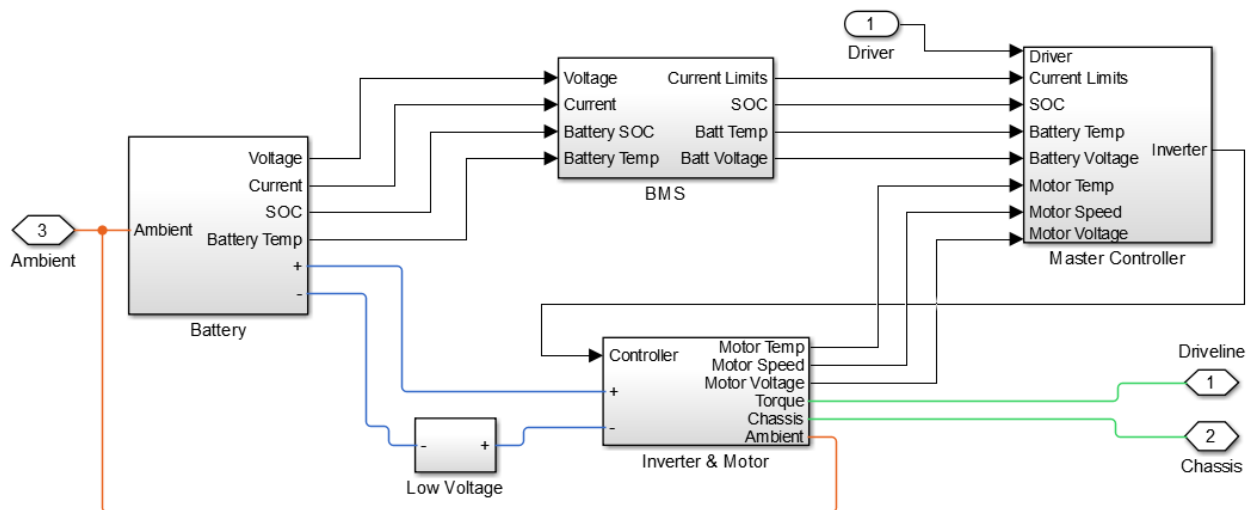 1
Driver
Voltage
Current
Battery SOC
Battery Temp
Current Limits
SOC
Batt Temp
Batt Voltage
BMS
Driver
Current Limits
SOC
Battery Temp
Battery Voltage
Motor Temp
Motor Speed
Motor Voltage
Inverter
Master Controller
3
Ambient
Ambient
Voltage
Current
SOC
Battery Temp
+
-
Battery
-
+
Low Voltage
Controller
+
-
Motor Temp
Motor Speed
Motor Voltage
Torque
Chassis
Ambient
Inverter & Motor
Driveline
1
2
Chassis